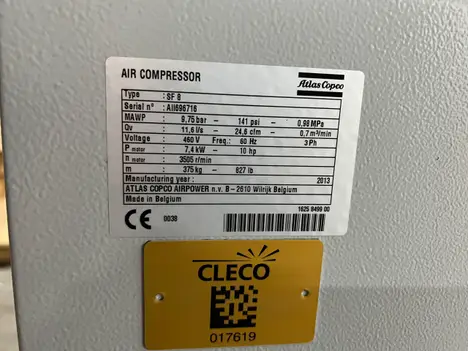 AIR COMPRESSOR
Atlas Copco
Type : SF 8
Serial n° : AII696718
MAWP : 9,75 bar – 141 psi – 0,98 MPa
Qv : 11,6 l/s – 24,6 cfm – 0,7 m³/min
Voltage : 460 V Freq.: 60 Hz 3 Ph
P motor : 7,4 kW – 10 hp
n motor : 3505 r/min
m : 375 kg – 827 lb
Manufacturing year : 2013
ATLAS COPCO AIRPOWER n.v. B – 2610 Wilrijk Belgium
Made in Belgium
1625 8499 00
CE 0038
CLECO
017619